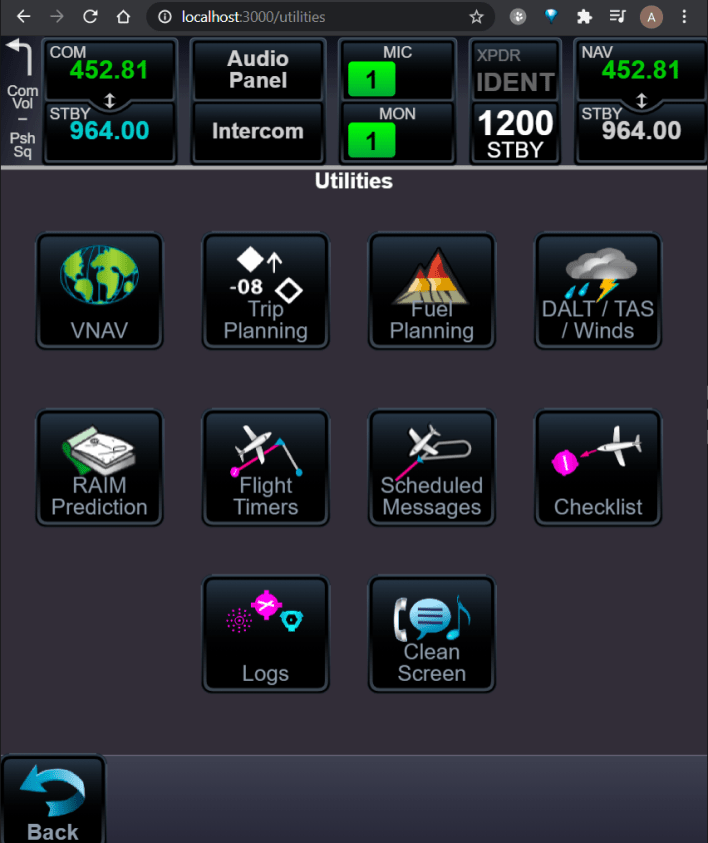 localhost:3000/utilities
A
Com
Vol
–
Psh
Sq
COM
452.81
STBY
964.00
Audio
Panel
Intercom
MIC
1
MON
1
XPDR
IDENT
1200
STBY
NAV
452.81
STBY
964.00
Utilities
VNAV
-08
Trip
Planning
Fuel
Planning
DALT / TAS
/ Winds
RAIM
Prediction
Flight
Timers
Scheduled
Messages
Checklist
Logs
Clean
Screen
Back